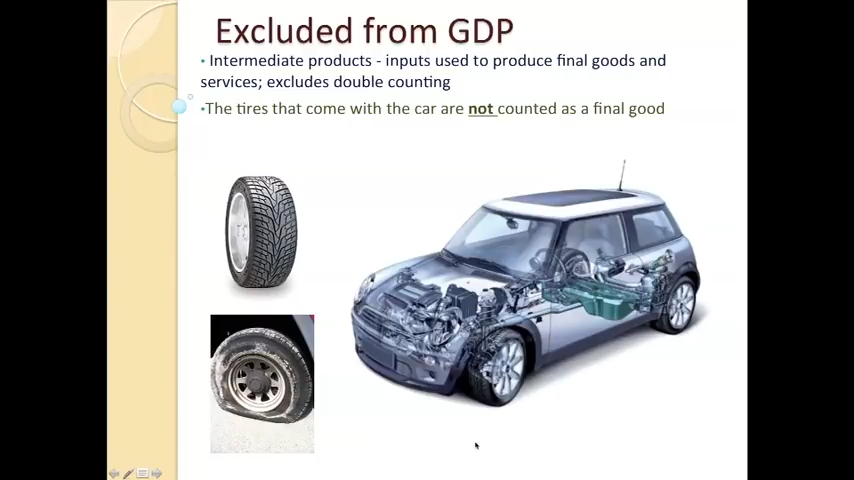 Excluded from GDP
• Intermediate products - inputs used to produce final goods and
services; excludes double counting
•The tires that come with the car are not counted as a final good